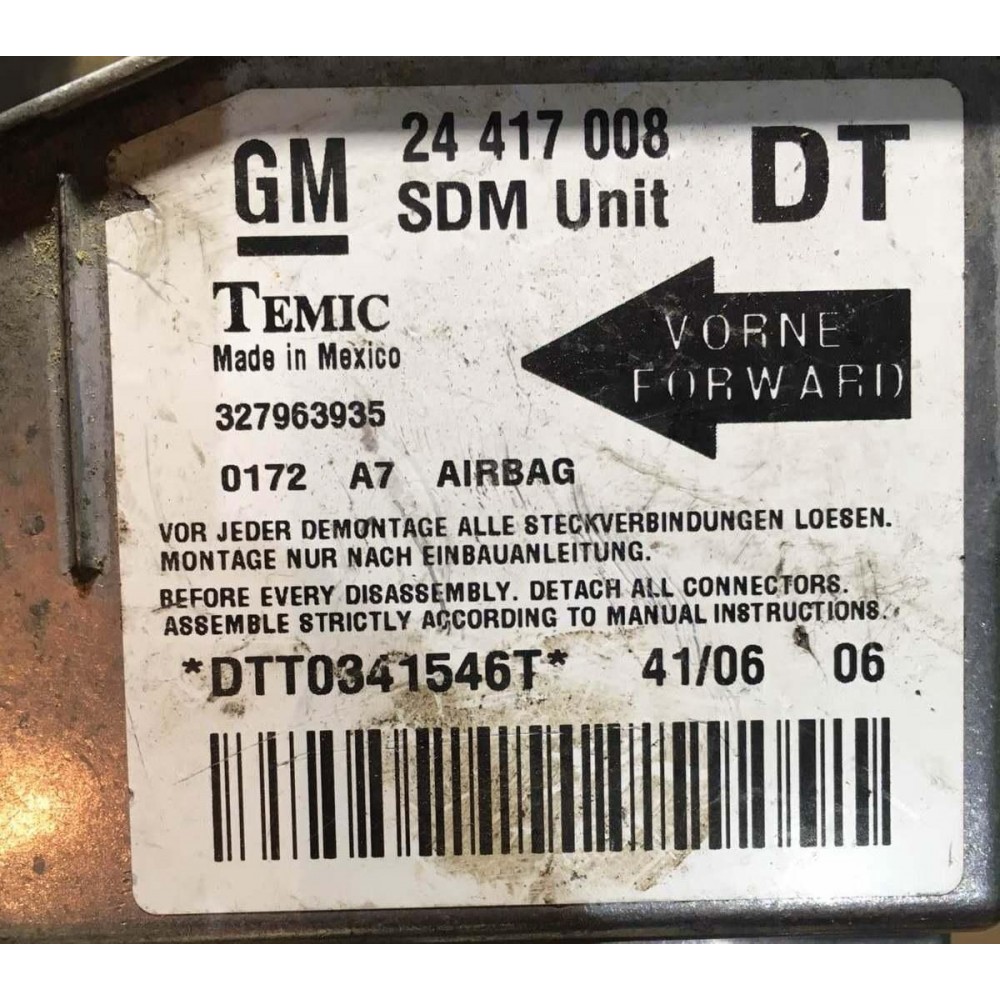 GM 24 417 008 DT
SDM Unit
TEMIC
Made in Mexico
VORNE
FORWARD
327963935
0172 A7 AIRBAG
VOR JEDER DEMONTAGE ALLE STECKVERBINDUNGEN LOESEN.
MONTAGE NUR NACH EINBAUANLEITUNG.
BEFORE EVERY DISASSEMBLY. DETACH ALL CONNECTORS.
ASSEMBLE STRICTLY ACCORDING TO MANUAL INSTRUCTIONS.
*DTT0341546T* 41/06 06